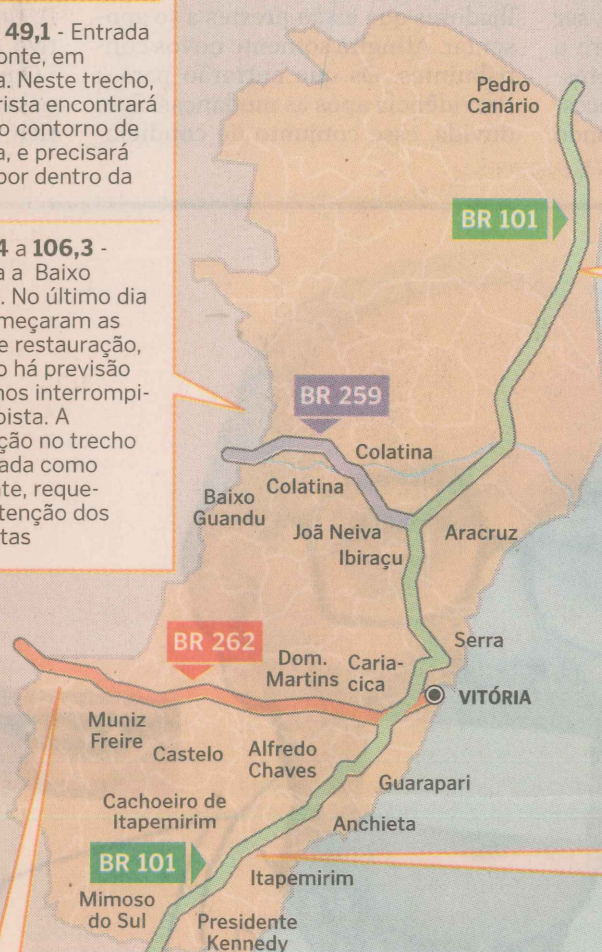 49,1 - Entrada
onte, em
a. Neste trecho,
rista encontrará
o contorno de
a, e precisará
por dentro da
4 a 106,3 -
a a Baixo
. No último dia
meçaram as
e restauração,
o há previsão
nos interrompi-
pista. A
ção no trecho
ada como
te, reque-
tenção dos
tas
Pedro
Canário
BR 101
BR 259
Colatina
Colatina
Baixo
Guandu
Joã Neiva
Ibiraçu
Aracruz
BR 262
Serra
Dom.
Martins
Caria-
cica
VITÓRIA
Muniz
Freire
Castelo
Alfredo
Chaves
Guarapari
Cachoeiro de
Itapemirim
Anchieta
BR 101
Itapemirim
Mimoso
do Sul
Presidente
Kennedy